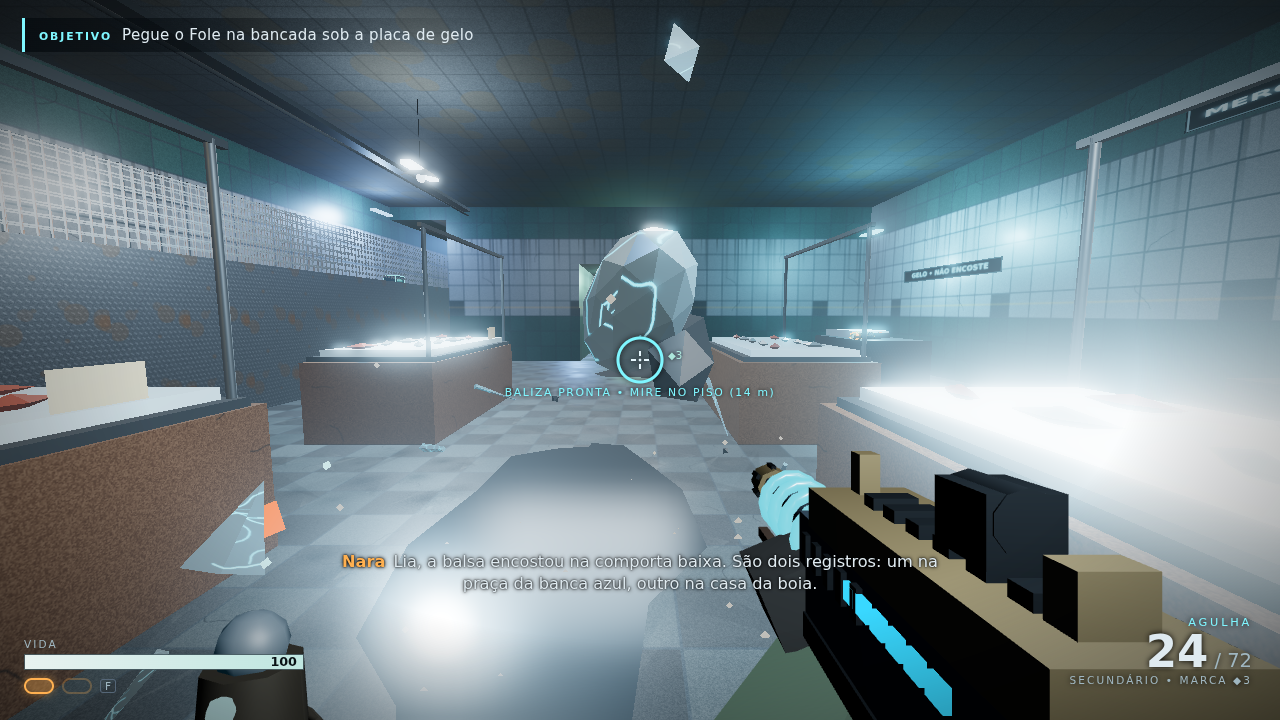 OBJETIVO Pegue o Fole na bancada sob a placa de gelo
GELO • NÃO ENCOSTE
◆3
BALIZA PRONTA • MIRE NO PISO (14 m)
Nara Lia, a balsa encostou na comporta baixa. São dois registros: um na
praça da banca azul, outro na casa da boia.
VIDA
100
F
AGULHA
24 / 72
SECUNDÁRIO • MARCA ◆3